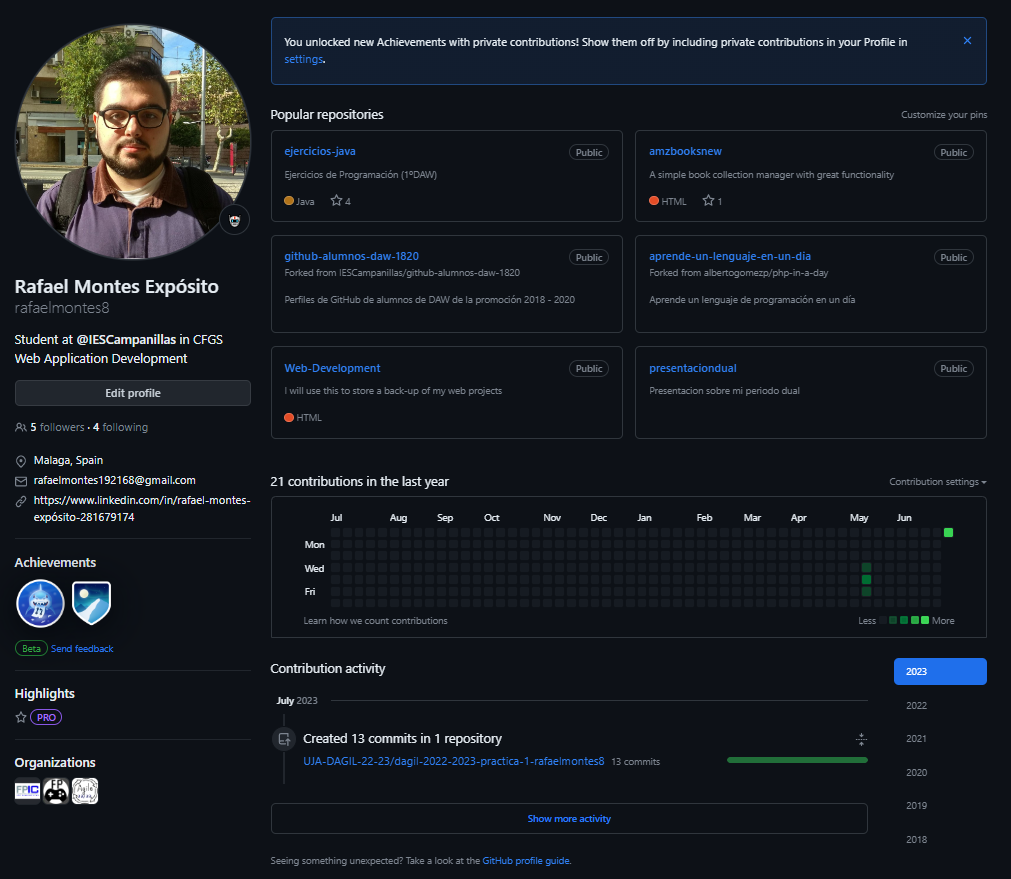 Rafael Montes Expósito
rafaelmontes8
Student at @IESCampanillas in CFGS
Web Application Development
Edit profile
5 followers · 4 following
Malaga, Spain
rafaelmontes192168@gmail.com
https://www.linkedin.com/in/rafael-montes-
expósito-281679174
Achievements
Beta Send feedback
Highlights
PRO
Organizations
FPIC
EP
You unlocked new Achievements with private contributions! Show them off by including private contributions in your Profile in
settings.
Popular repositories
Customize your pins
ejercicios-java
Public
Ejercicios de Programación (1ºDAW)
Java
4
amzbooksnew
Public
A simple book collection manager with great functionality
HTML
1
github-alumnos-daw-1820
Public
Forked from IESCampanillas/github-alumnos-daw-1820
Perfiles de GitHub de alumnos de DAW de la promoción 2018 - 2020
aprende-un-lenguaje-en-un-dia
Public
Forked from albertogomezp/php-in-a-day
Aprende un lenguaje de programación en un día
Web-Development
Public
I will use this to store a back-up of my web projects
HTML
presentaciondual
Public
Presentacion sobre mi periodo dual
21 contributions in the last year
Contribution settings
Jul Aug Sep Oct Nov Dec Jan Feb Mar Apr May Jun
Mon
Wed
Fri
Learn how we count contributions
Less More
Contribution activity
July 2023
Created 13 commits in 1 repository
UJA-DAGIL-22-23/dagil-2022-2023-practica-1-rafaelmontes8 13 commits
Show more activity
Seeing something unexpected? Take a look at the GitHub profile guide.
2023
2022
2021
2020
2019
2018